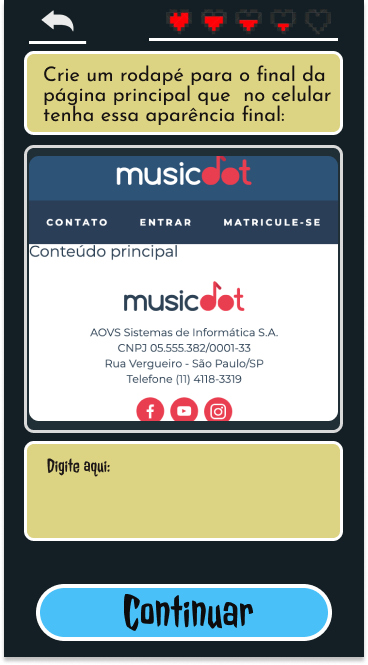 Crie um rodapé para o final da
página principal que no celular
tenha essa aparência final:
musicdot
CONTATO ENTRAR MATRICULE-SE
Conteúdo principal
musicdot
AOVS Sistemas de Informática S.A.
CNPJ 05.555.382/0001-33
Rua Vergueiro - São Paulo/SP
Telefone (11) 4118-3319
Digite aqui:
Continuar